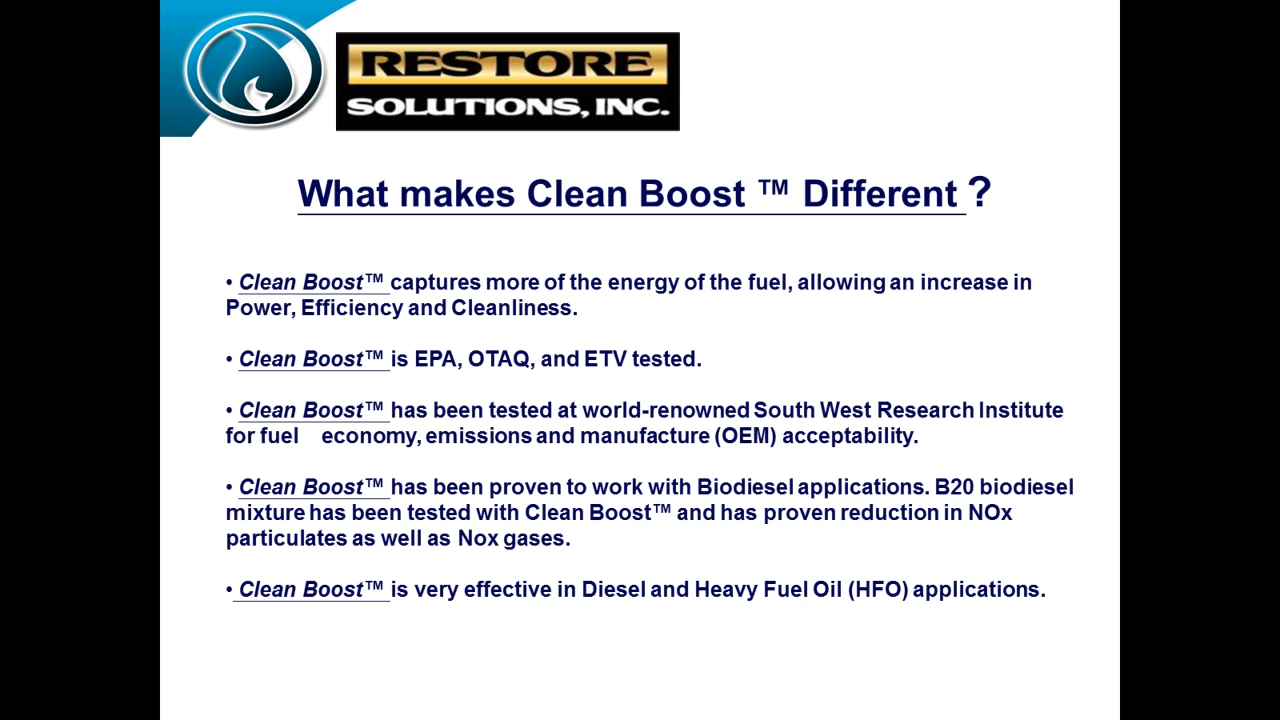 RESTORE
SOLUTIONS, INC.
What makes Clean Boost ™ Different ?
• Clean Boost™ captures more of the energy of the fuel, allowing an increase in
Power, Efficiency and Cleanliness.
• Clean Boost™ is EPA, OTAQ, and ETV tested.
• Clean Boost™ has been tested at world-renowned South West Research Institute
for fuel    economy, emissions and manufacture (OEM) acceptability.
• Clean Boost™ has been proven to work with Biodiesel applications. B20 biodiesel
mixture has been tested with Clean Boost™ and has proven reduction in NOx
particulates as well as Nox gases.
• Clean Boost™ is very effective in Diesel and Heavy Fuel Oil (HFO) applications.